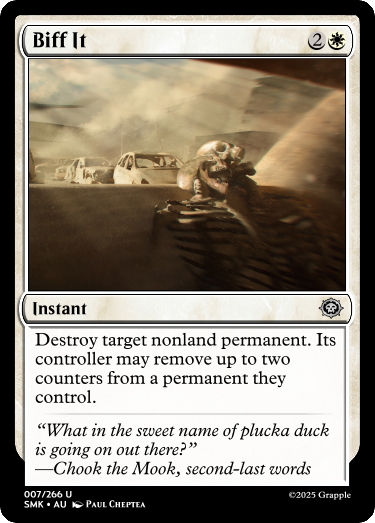 Biff It
2
Instant
Destroy target nonland permanent. Its
controller may remove up to two
counters from a permanent they
control.
“What in the sweet name of plucka duck
is going on out there?”
—Chook the Mook, second-last words
007/266 U
SMK • AU Paul Cheptea
©2025 Grapple